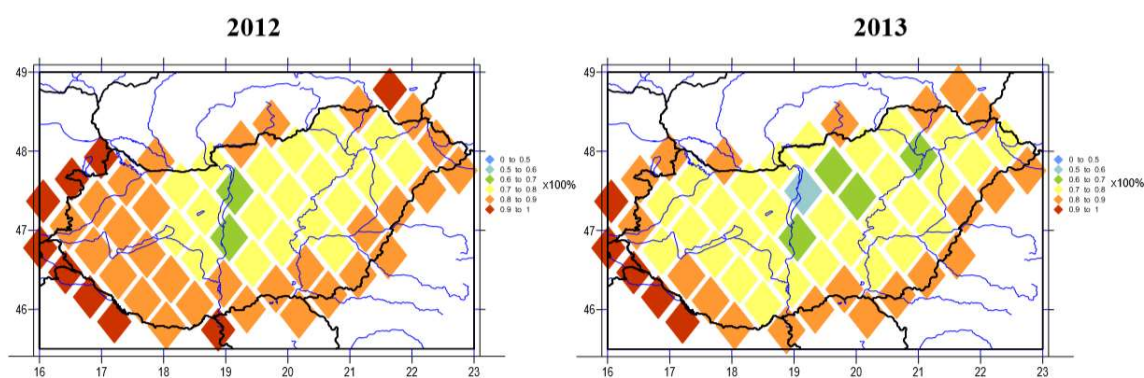 2012
2013
49
48
47
46
16 17 18 19 20 21 22 23
0 to 0.5
0.5 to 0.6
0.6 to 0.7
0.7 to 0.8
0.8 to 0.9
0.9 to 1
x100%
49
48
47
46
16 17 18 19 20 21 22 23
0 to 0.5
0.5 to 0.6
0.6 to 0.7
0.7 to 0.8
0.8 to 0.9
0.9 to 1
x100%